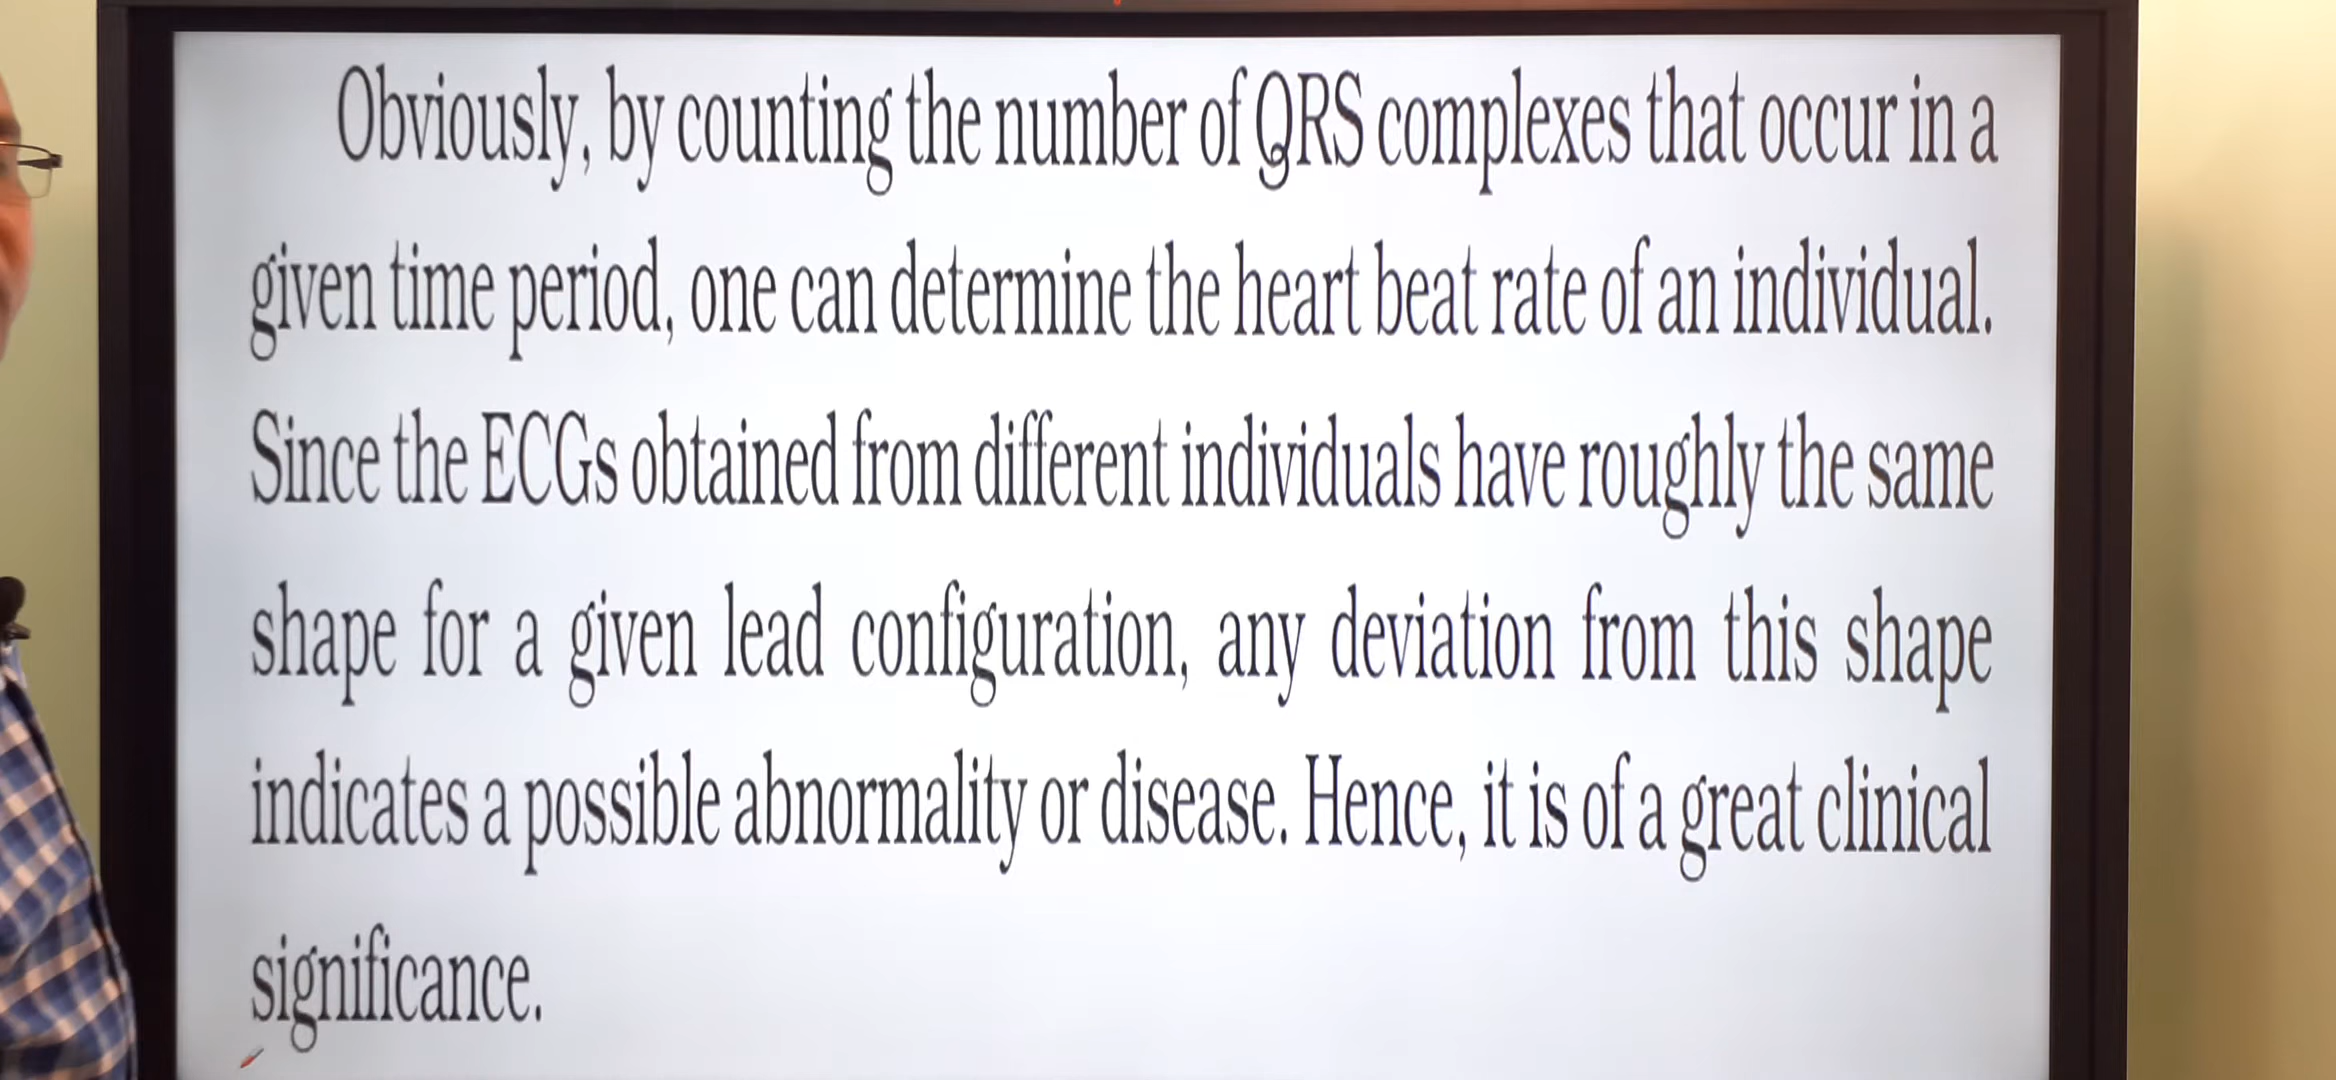 Obviously, by counting the number of QRS complexes that occur in a
given time period, one can determine the heart beat rate of an individual.
Since the ECGs obtained from different individuals have roughly the same
shape for a given lead configuration, any deviation from this shape
indicates a possible abnormality or disease. Hence, it is of a great clinical
significance.